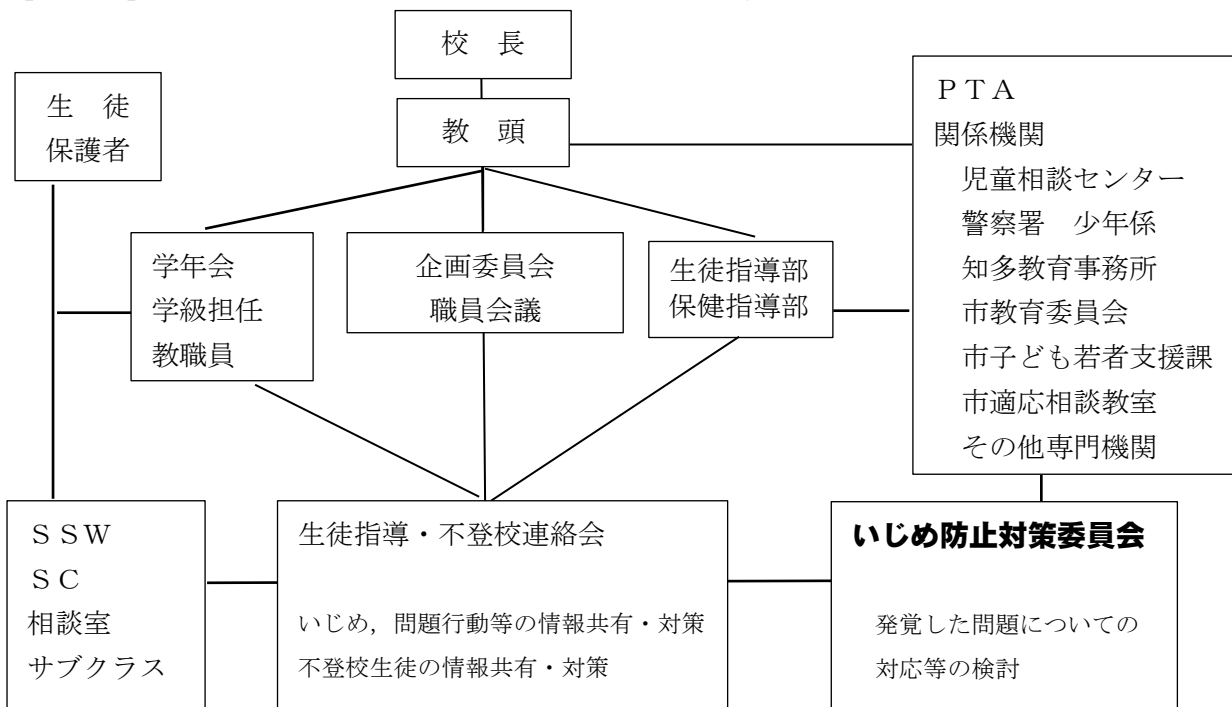 校　長
教　頭
生　徒
保護者
ＰＴＡ
関係機関
児童相談センター
警察署　少年係
知多教育事務所
市教育委員会
市子ども若者支援課
市適応相談教室
その他専門機関
学年会
学級担任
教職員
企画委員会
職員会議
生徒指導部
保健指導部
ＳＳＷ
ＳＣ
相談室
サブクラス
生徒指導・不登校連絡会
いじめ，問題行動等の情報共有・対策
不登校生徒の情報共有・対策
いじめ防止対策委員会
発覚した問題についての
対応等の検討